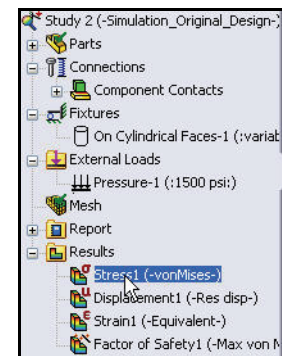 Study 2 (-Simulation_Original_Design-)
Parts
Connections
Component Contacts
Fixtures
On Cylindrical Faces-1 (:variab
External Loads
Pressure-1 (:1500 psi:)
Mesh
Report
Results
Stress1 (-vonMises-)
Displacement1 (-Res disp-)
Strain1 (-Equivalent-)
Factor of Safety1 (-Max von M